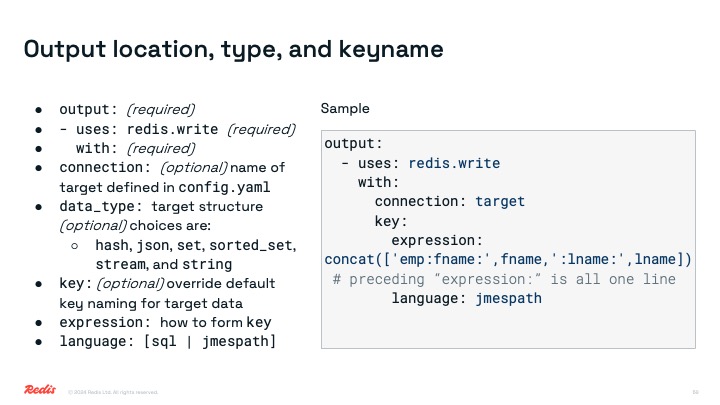 Output location, type, and keyname
● output: (required)
● - uses: redis.write (required)
● with: (required)
● connection: (optional) name of
target defined in config.yaml
● data_type: target structure
(optional) choices are:
○ hash, json, set, sorted_set,
stream, and string
● key: (optional) override default
key naming for target data
● expression: how to form key
● language: [sql | jmespath]
Sample
output:
  - uses: redis.write
    with:
      connection: target
      key:
        expression:
concat(['emp:fname:',fname,':lname:',lname])
 # preceding “expression:” is all one line
        language: jmespath
Redis
© 2024 Redis Ltd. All rights reserved.